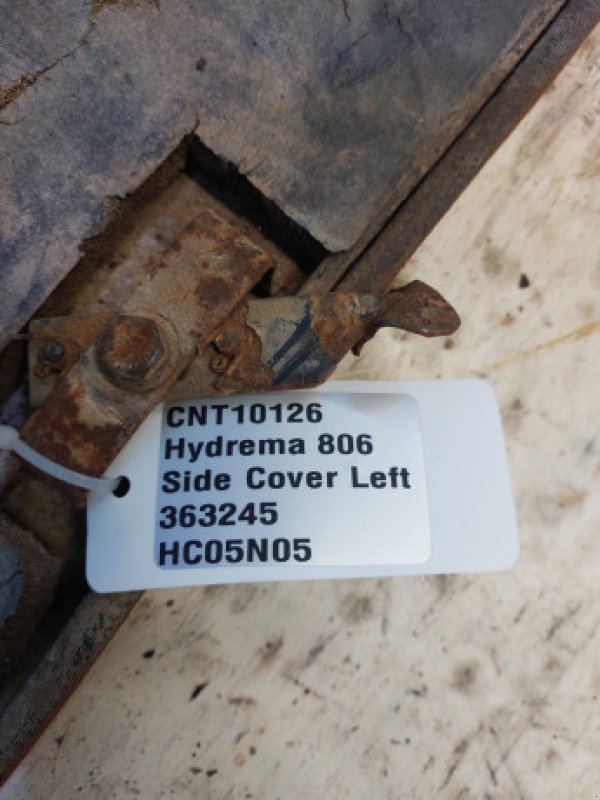 CNT10126
Hydrema 806
Side Cover Left
363245
HC05N05